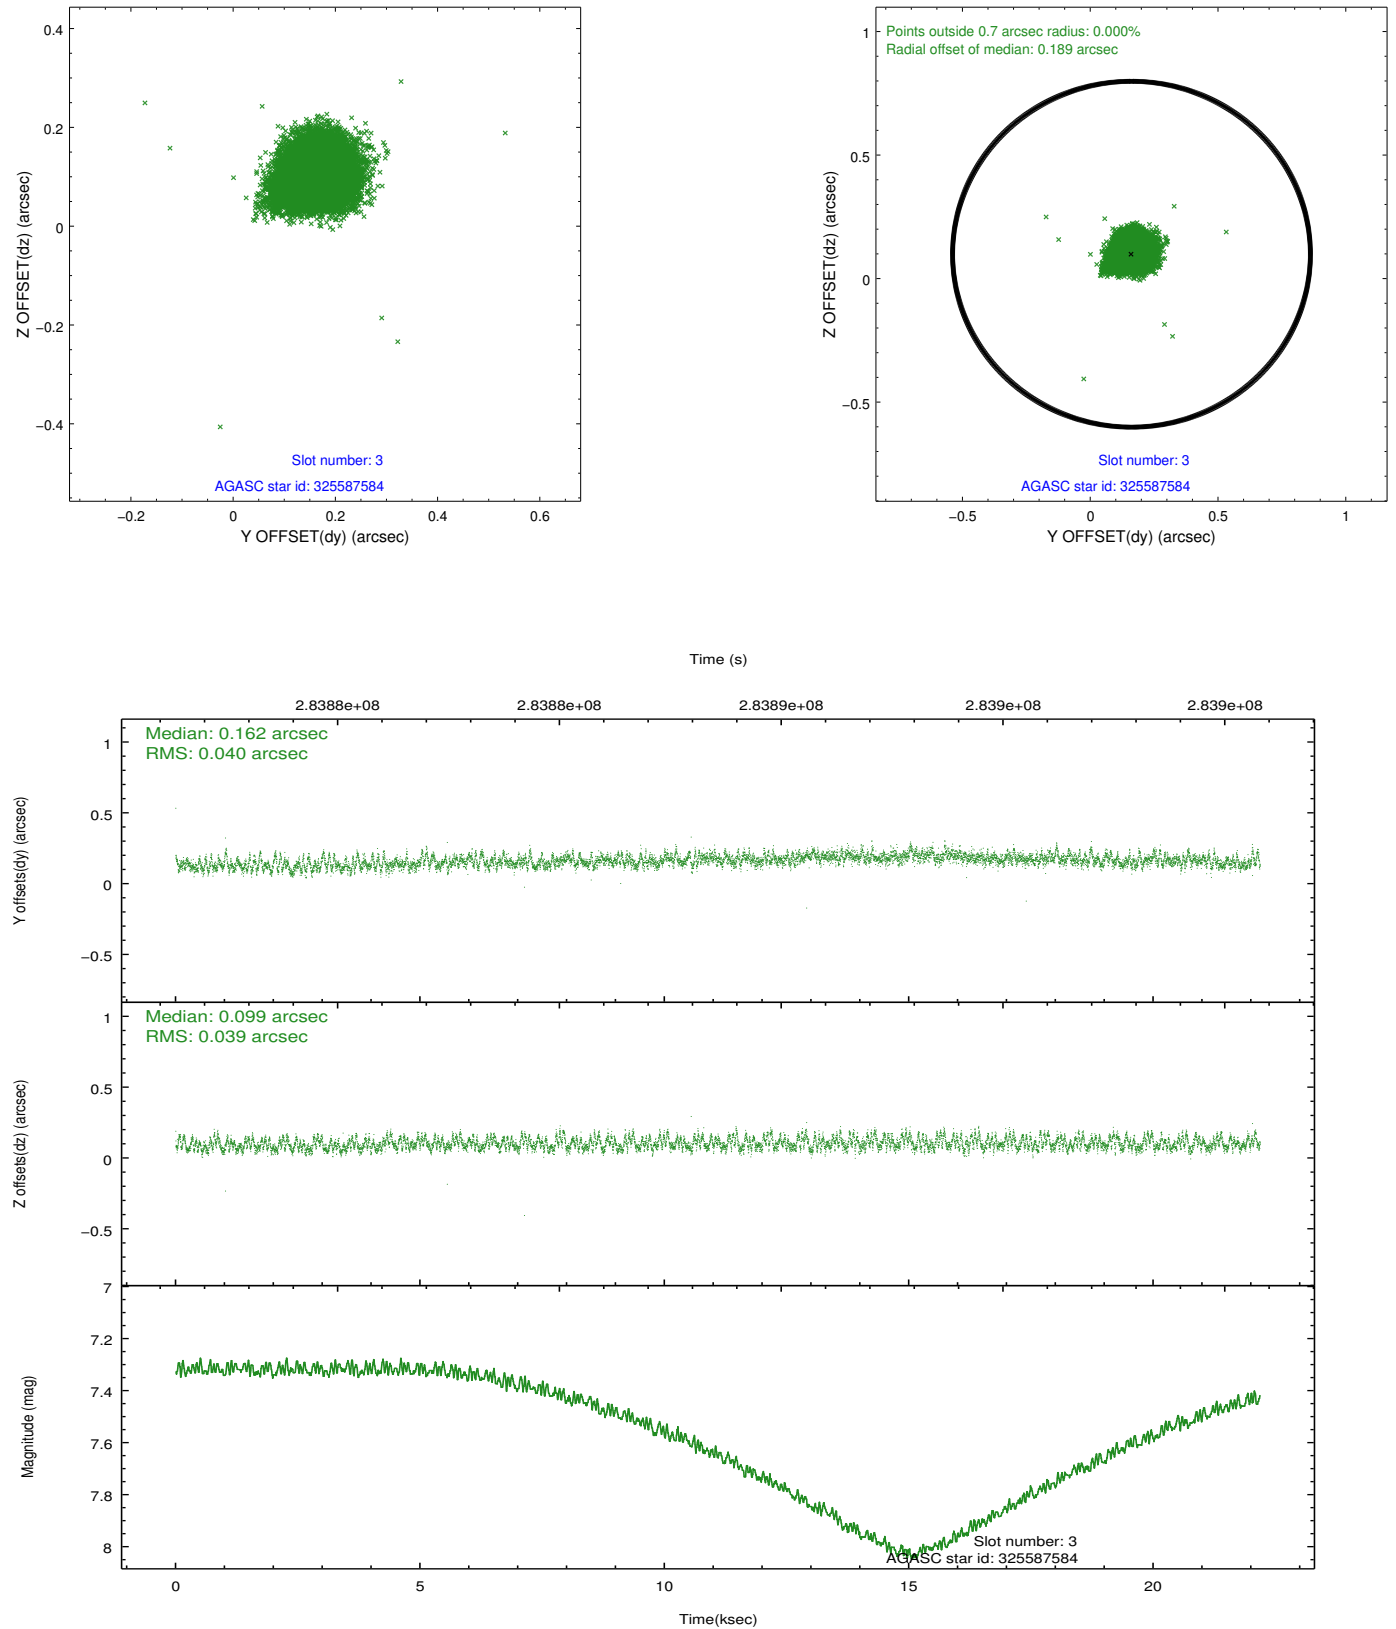 0.4
0.2
0
−0.2
−0.4
Z OFFSET(dz) (arcsec)
Slot number: 3
AGASC star id: 325587584
−0.2 0 0.2 0.4 0.6
Y OFFSET(dy) (arcsec)
Points outside 0.7 arcsec radius: 0.000%
Radial offset of median: 0.189 arcsec
1
0.5
0
−0.5
Z OFFSET(dz) (arcsec)
Slot number: 3
AGASC star id: 325587584
−0.5 0 0.5 1
Y OFFSET(dy) (arcsec)
Time (s)
2.8388e+08 2.8388e+08 2.8389e+08 2.839e+08 2.839e+08
Median: 0.162 arcsec
RMS: 0.040 arcsec
1
0.5
0
−0.5
Y offsets(dy) (arcsec)
Median: 0.099 arcsec
RMS: 0.039 arcsec
1
0.5
0
−0.5
Z offsets(dz) (arcsec)
7
7.2
7.4
7.6
7.8
8
Magnitude (mag)
Slot number: 3
AGASC star id: 325587584
0 5 10 15 20
Time(ksec)